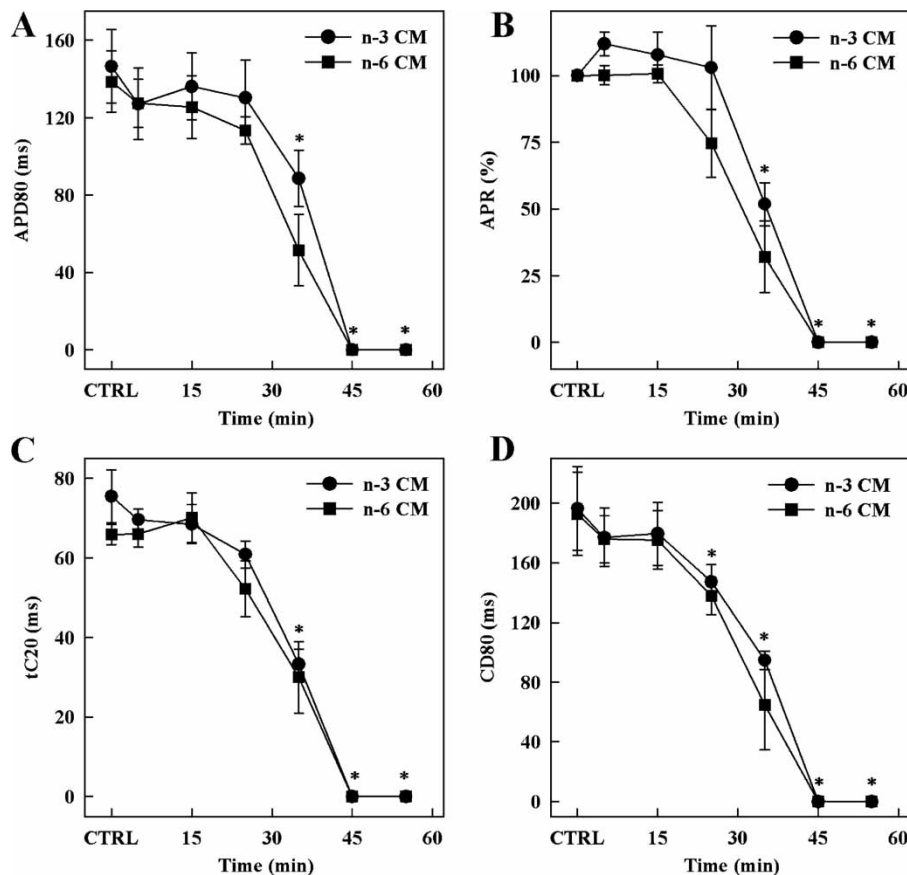 A
160
120
80
40
0
APD80 (ms)
n-3 CM
n-6 CM
*
* *
CTRL 15 30 45 60
Time (min)
B
100
75
50
25
0
APR (%)
n-3 CM
n-6 CM
*
* *
CTRL 15 30 45 60
Time (min)
C
80
60
40
20
0
tC20 (ms)
n-3 CM
n-6 CM
*
* *
CTRL 15 30 45 60
Time (min)
D
200
160
120
80
40
0
CD80 (ms)
n-3 CM
n-6 CM
*
*
* *
CTRL 15 30 45 60
Time (min)